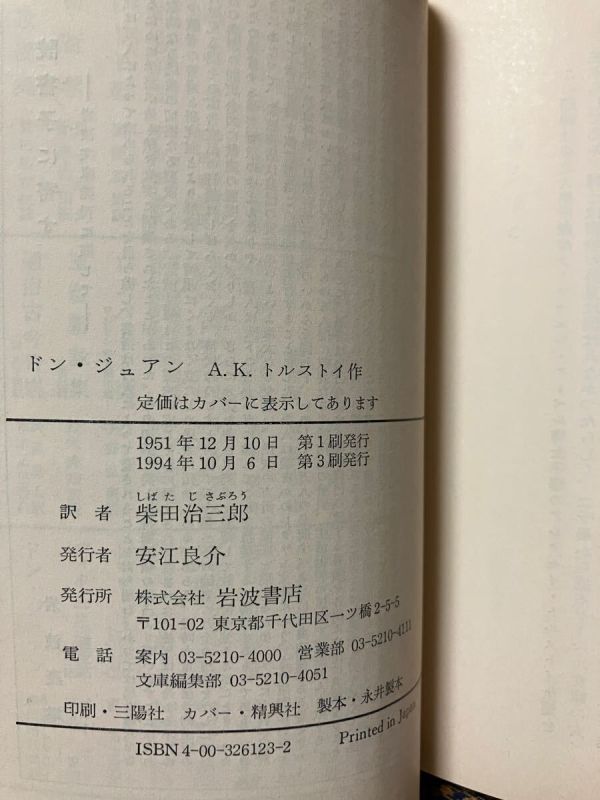 ドン・ジュアン　A.K.トルストイ作
定価はカバーに表示してあります
1951年12月10日　第1刷発行
1994年10月6日　第3刷発行
しばたじさぶろう
訳者　柴田治三郎
発行者　安江良介
発行所　株式会社　岩波書店
〒101-02 東京都千代田区一ツ橋2-5-5
電話　案内 03-5210-4000　営業部 03-5210-4111
文庫編集部 03-5210-4051
印刷・三陽社　カバー・精興社　製本・永井製本
ISBN4-00-326123-2　Printed in Japan